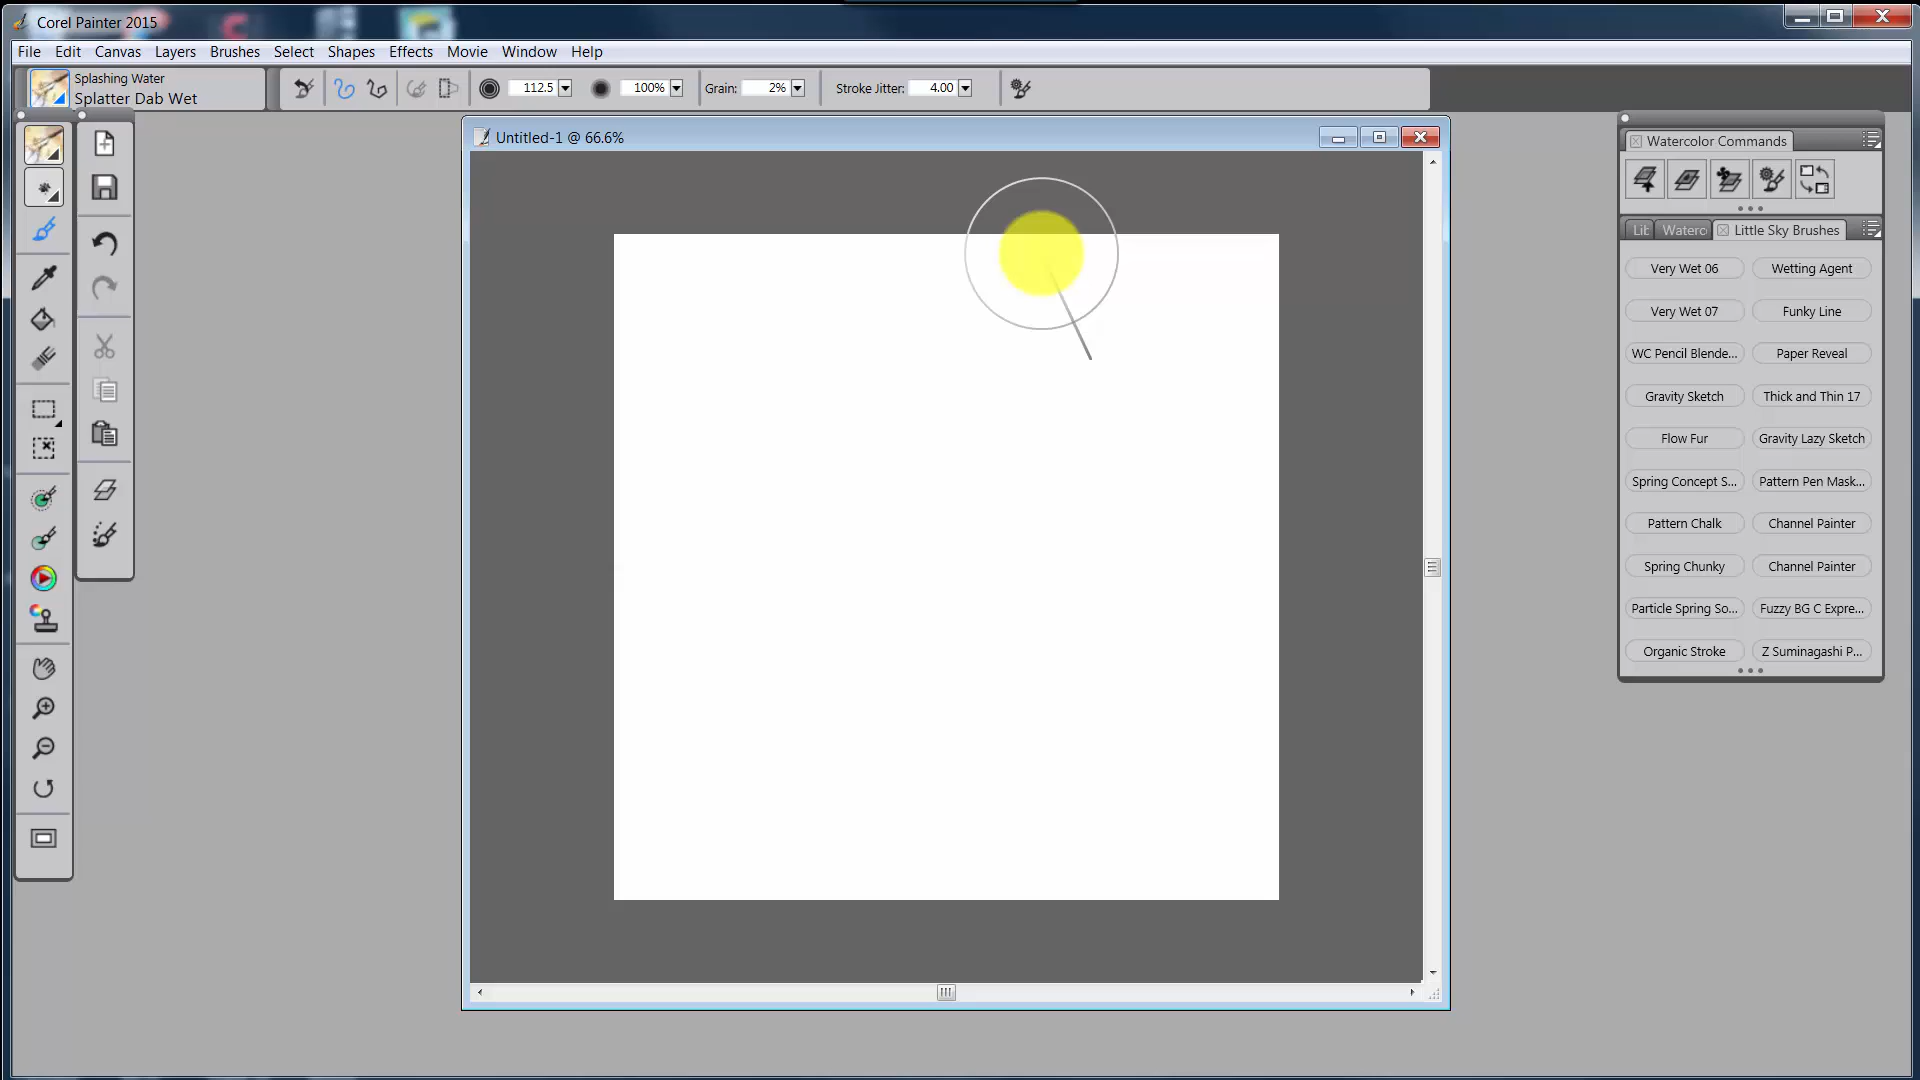 Corel Painter 2015
File Edit Canvas Layers Brushes Select Shapes Effects Movie Window Help
Splashing Water
Splatter Dab Wet
112.5 100% Grain: 2% Stroke Jitter: 4.00
Untitled-1 @ 66.6%
Watercolor Commands
Lit Waterco Little Sky Brushes
Very Wet 06 Wetting Agent
Very Wet 07 Funky Line
WC Pencil Blende... Paper Reveal
Gravity Sketch Thick and Thin 17
Flow Fur Gravity Lazy Sketch
Spring Concept S... Pattern Pen Mask...
Pattern Chalk Channel Painter
Spring Chunky Channel Painter
Particle Spring So... Fuzzy BG C Expre...
Organic Stroke Z Suminagashi P...